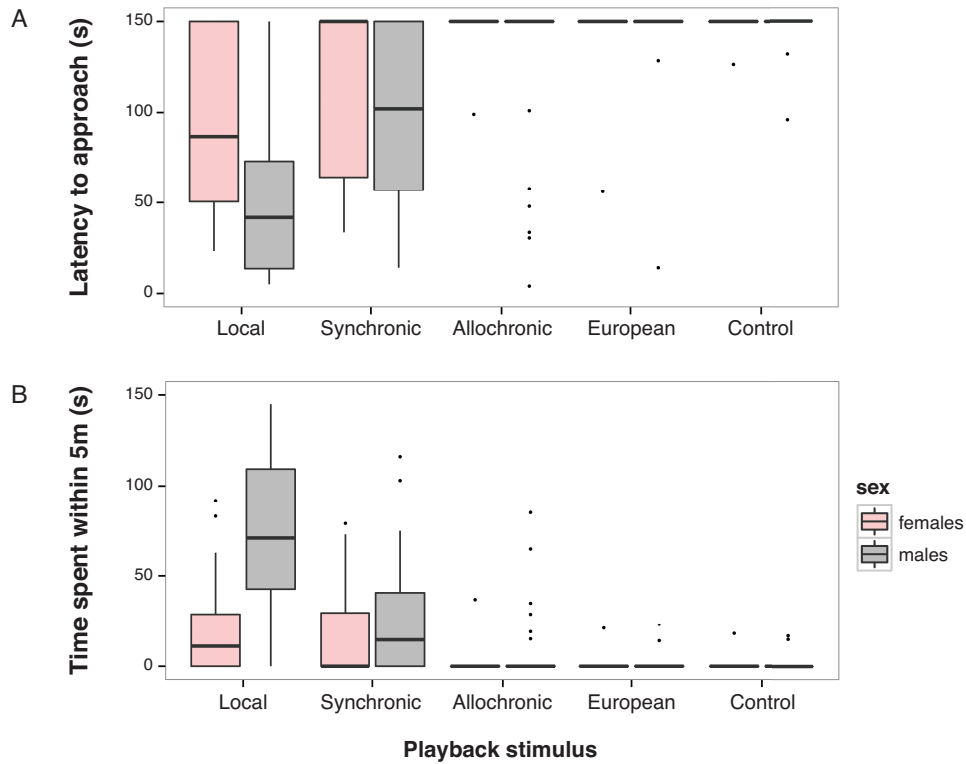 A
Latency to approach (s)
150
100
50
0
Local Synchronic Allochronic European Control
B
Time spent within 5m (s)
150
100
50
0
Local Synchronic Allochronic European Control
Playback stimulus
sex
females
males